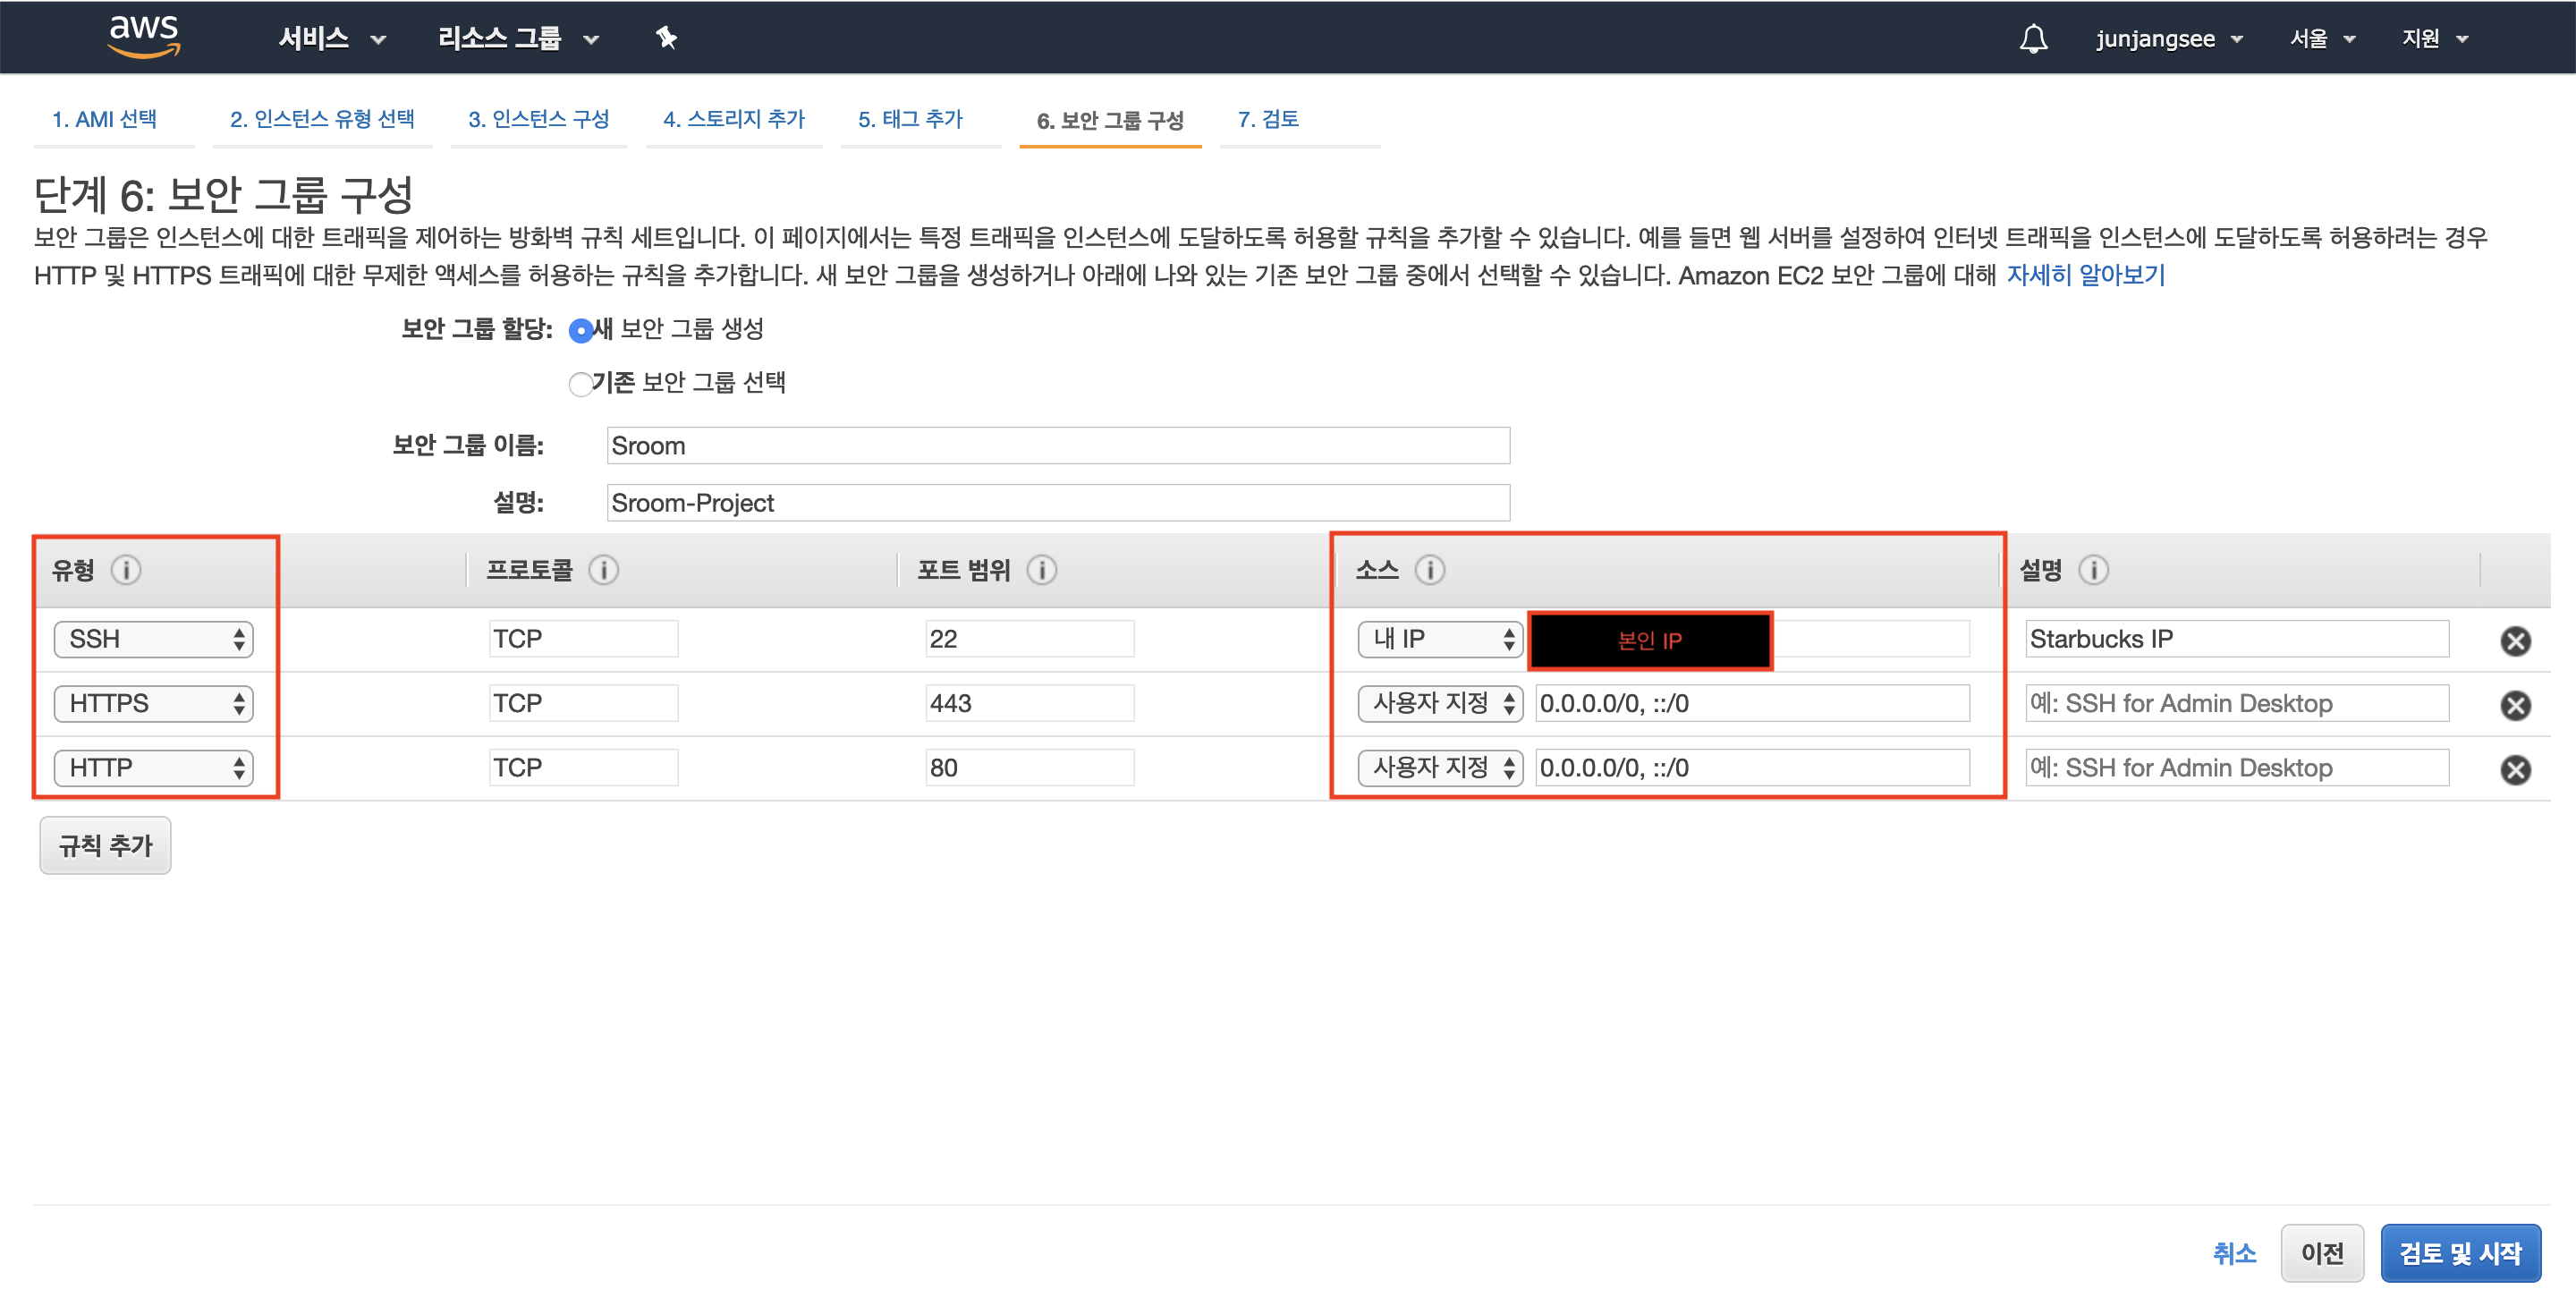 aws 서비스 리소스 그룹 junjangsee 서울 지원
1. AMI 선택 2. 인스턴스 유형 선택 3. 인스턴스 구성 4. 스토리지 추가 5. 태그 추가 6. 보안 그룹 구성 7. 검토
단계 6: 보안 그룹 구성
보안 그룹은 인스턴스에 대한 트래픽을 제어하는 방화벽 규칙 세트입니다. 이 페이지에서는 특정 트래픽을 인스턴스에 도달하도록 허용할 규칙을 추가할 수 있습니다. 예를 들면 웹 서버를 설정하여 인터넷 트래픽을 인스턴스에 도달하도록 허용하려는 경우
HTTP 및 HTTPS 트래픽에 대한 무제한 액세스를 허용하는 규칙을 추가합니다. 새 보안 그룹을 생성하거나 아래에 나와 있는 기존 보안 그룹 중에서 선택할 수 있습니다. Amazon EC2 보안 그룹에 대해 자세히 알아보기
보안 그룹 할당: 새 보안 그룹 생성
기존 보안 그룹 선택
보안 그룹 이름: Sroom
설명: Sroom-Project
유형 i 프로토콜 i 포트 범위 i 소스 i 설명 i
SSH TCP 22 내 IP 본인 IP Starbucks IP
HTTPS TCP 443 사용자 지정 0.0.0.0/0, ::/0 예: SSH for Admin Desktop
HTTP TCP 80 사용자 지정 0.0.0.0/0, ::/0 예: SSH for Admin Desktop
규칙 추가
취소 이전 검토 및 시작